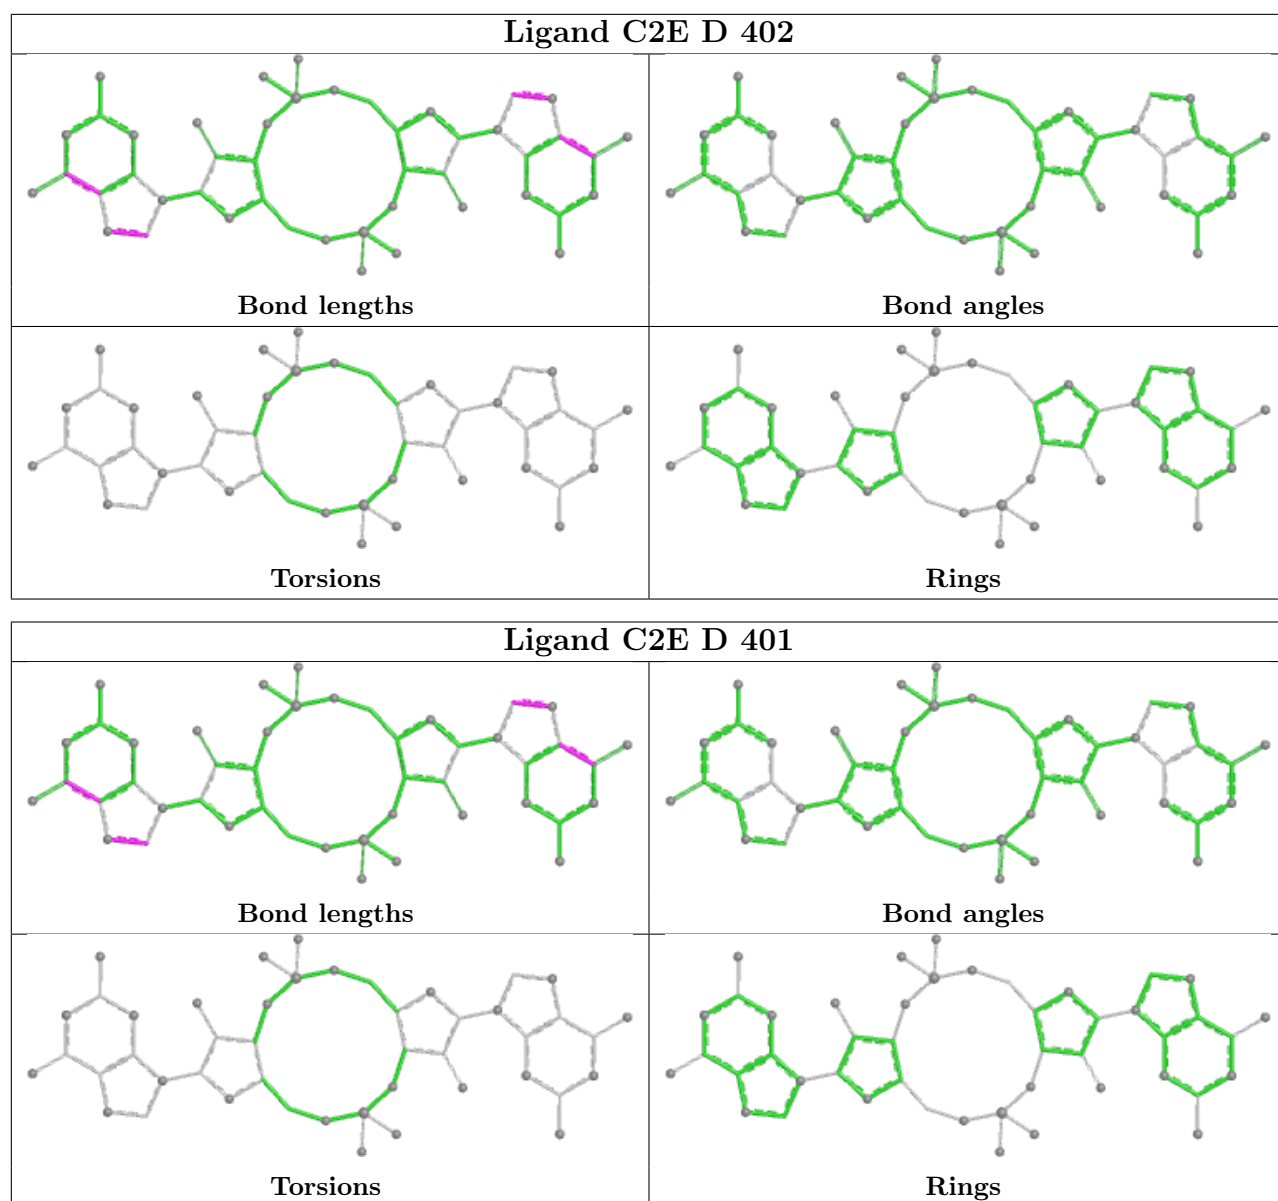 Ligand C2E D 402
Bond lengths
Bond angles
Torsions
Rings
Ligand C2E D 401
Bond lengths
Bond angles
Torsions
Rings